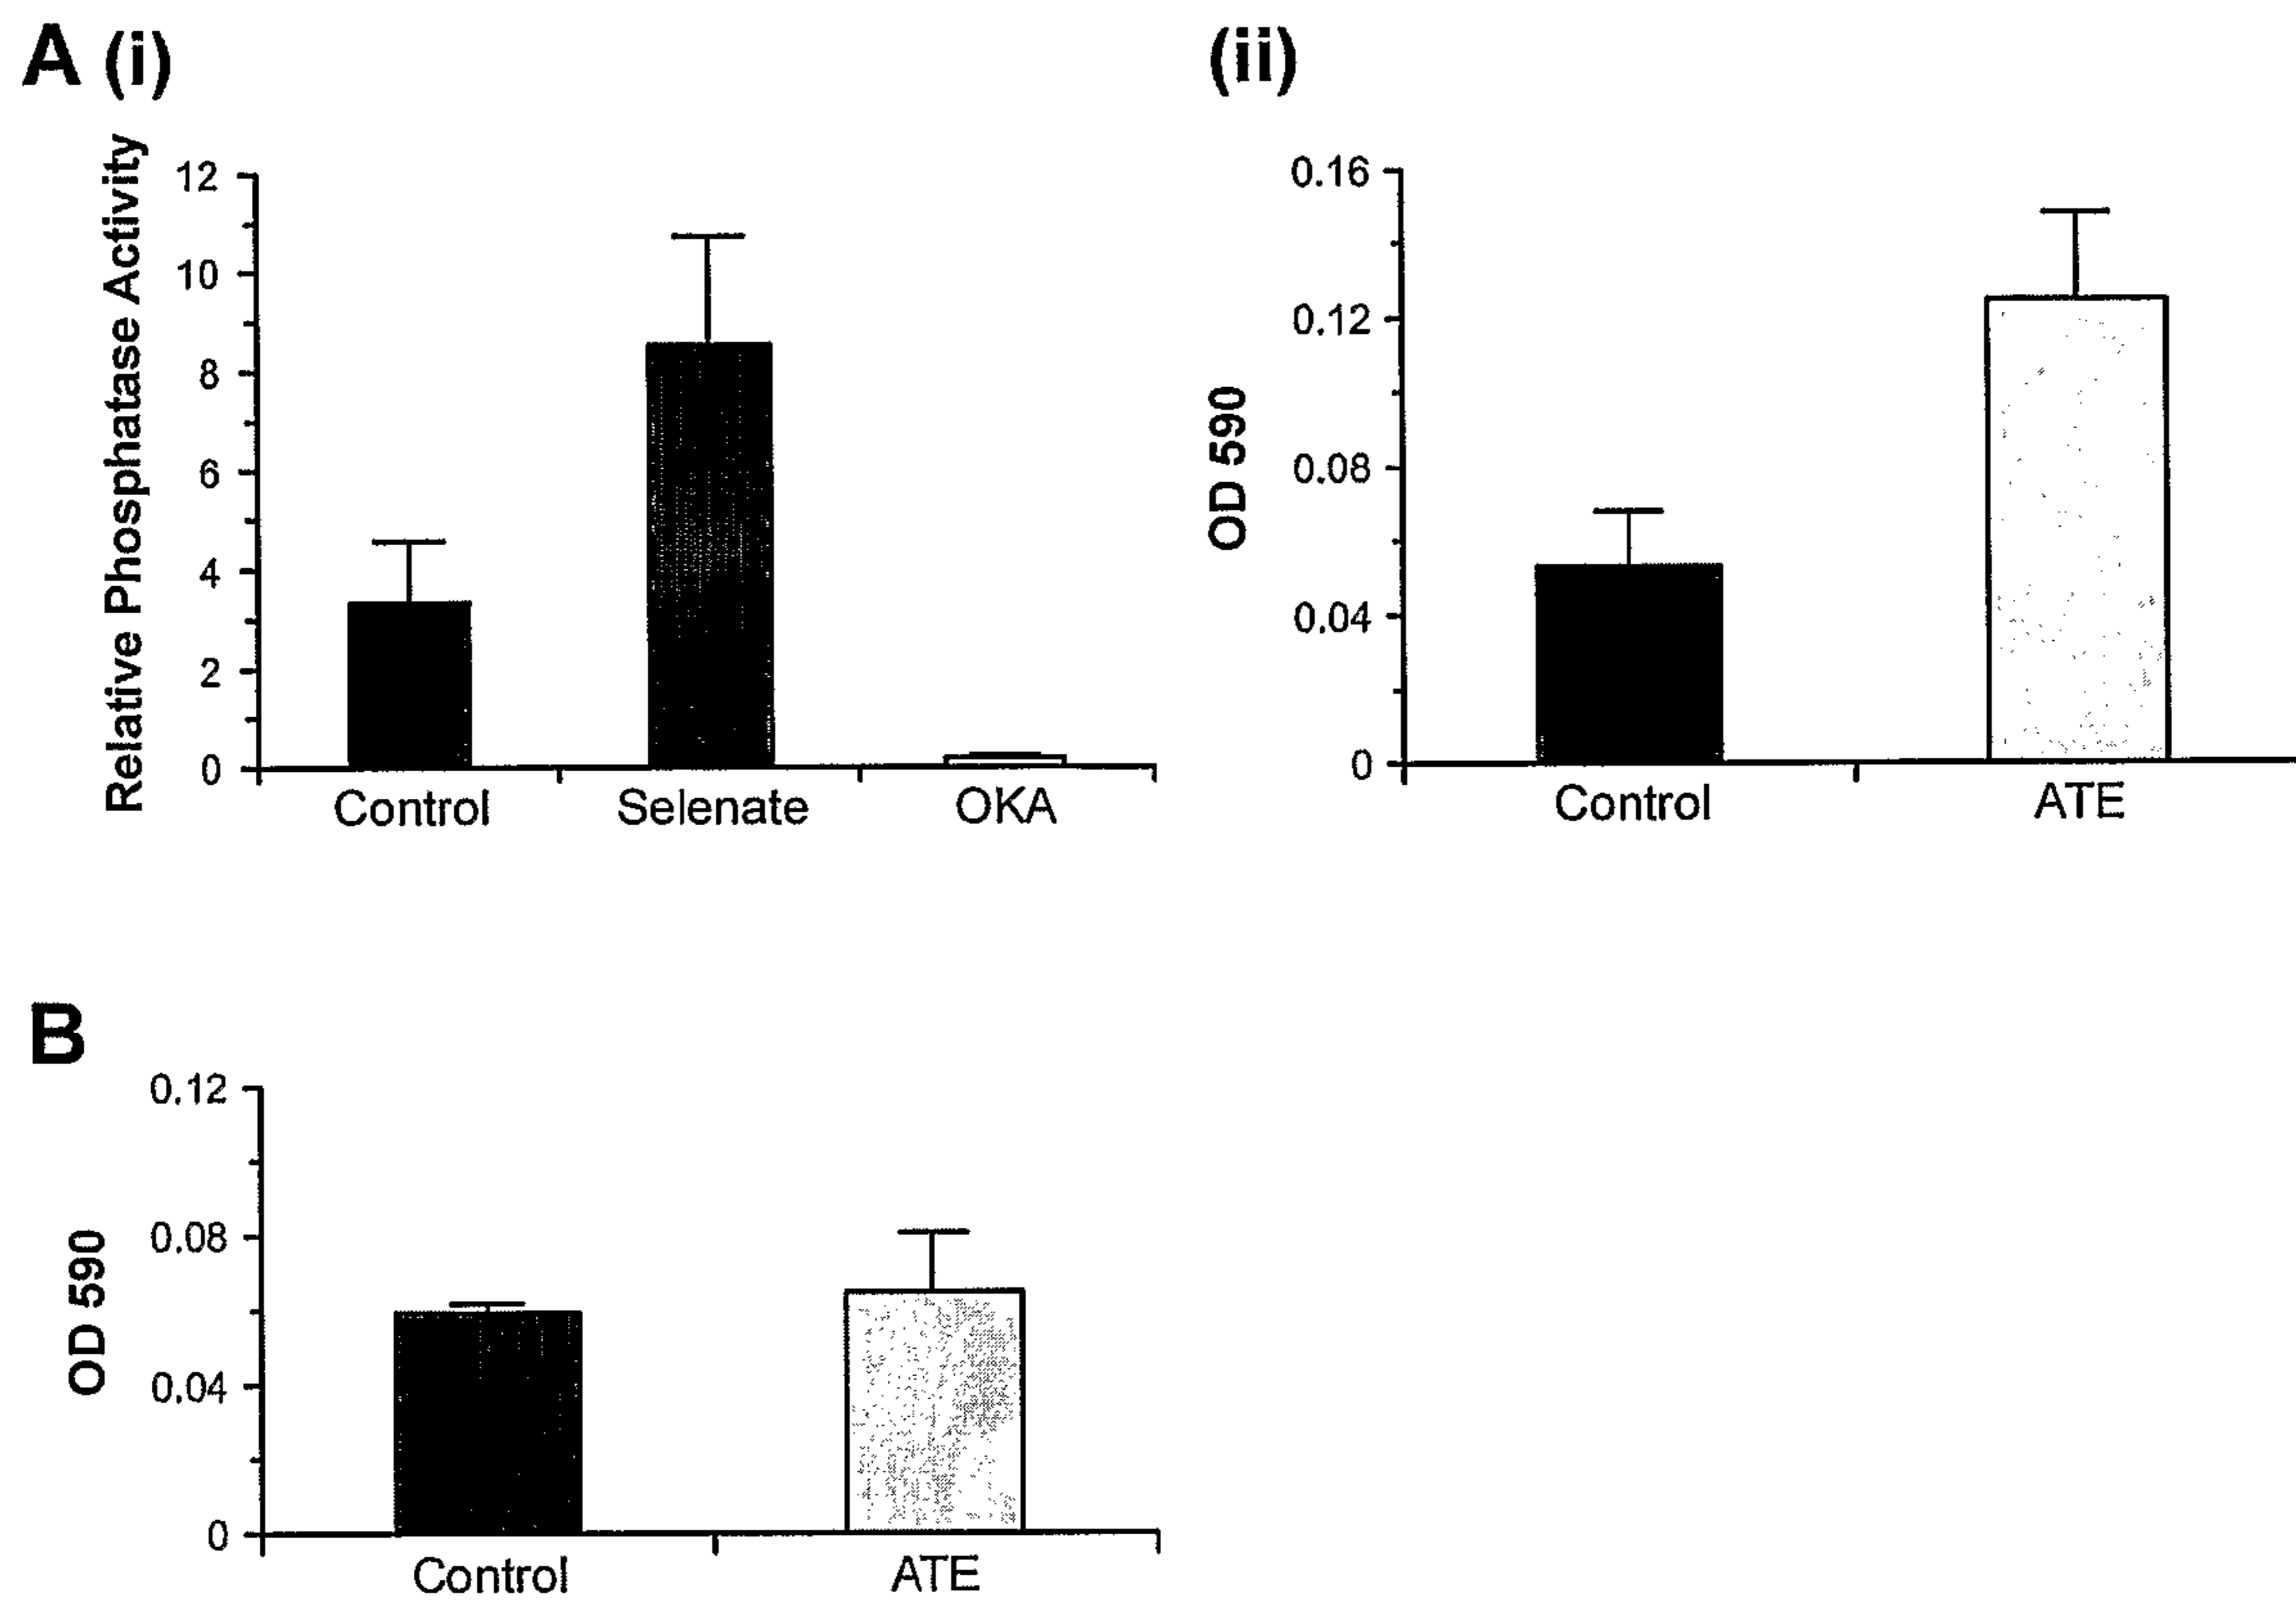 A (i)
Relative Phosphatase Activity
12
10
8
6
4
2
0
Control Selenate OKA
(ii)
OD 590
0.16
0.12
0.08
0.04
0
Control ATE
B
OD 590
0.12
0.08
0.04
0
Control ATE